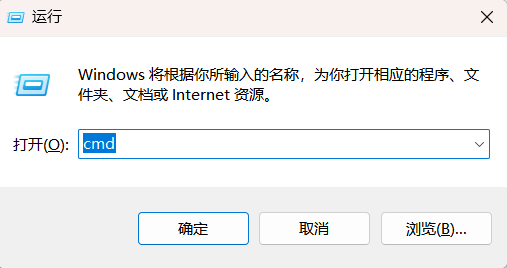 运行
Windows 将根据你所输入的名称，为你打开相应的程序、文
件夹、文档或 Internet 资源。
打开(O): cmd
确定 取消 浏览(B)...